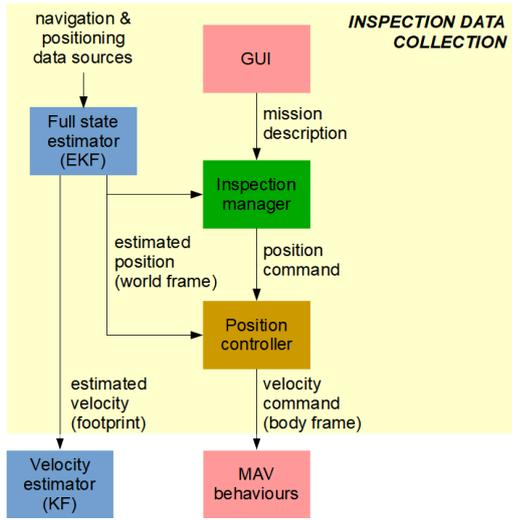 INSPECTION DATA
COLLECTION
navigation &
positioning
data sources
GUI
mission
description
Full state
estimator
(EKF)
Inspection
manager
estimated
position
(world frame)
position
command
Position
controller
estimated
velocity
(footprint)
velocity
command
(body frame)
Velocity
estimator
(KF)
MAV
behaviours